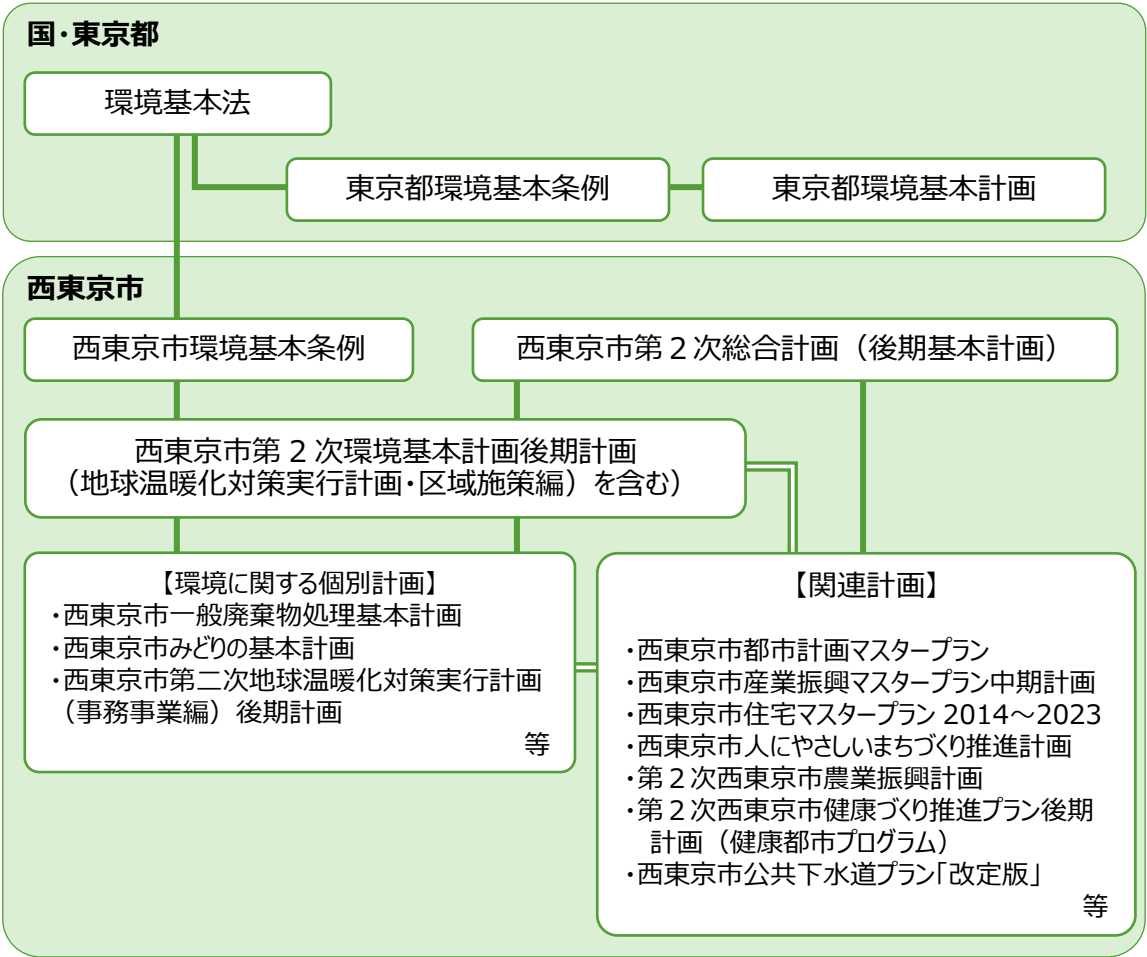 国・東京都
環境基本法
東京都環境基本条例
東京都環境基本計画
西東京市
西東京市環境基本条例
西東京市第２次総合計画（後期基本計画）
西東京市第２次環境基本計画後期計画
（地球温暖化対策実行計画・区域施策編）を含む）
【環境に関する個別計画】
・西東京市一般廃棄物処理基本計画
・西東京市みどりの基本計画
・西東京市第二次地球温暖化対策実行計画
（事務事業編）後期計画
等
【関連計画】
・西東京市都市計画マスタープラン
・西東京市産業振興マスタープラン中期計画
・西東京市住宅マスタープラン 2014～2023
・西東京市人にやさしいまちづくり推進計画
・第２次西東京市農業振興計画
・第２次西東京市健康づくり推進プラン後期
計画（健康都市プログラム）
・西東京市公共下水道プラン「改定版」
等